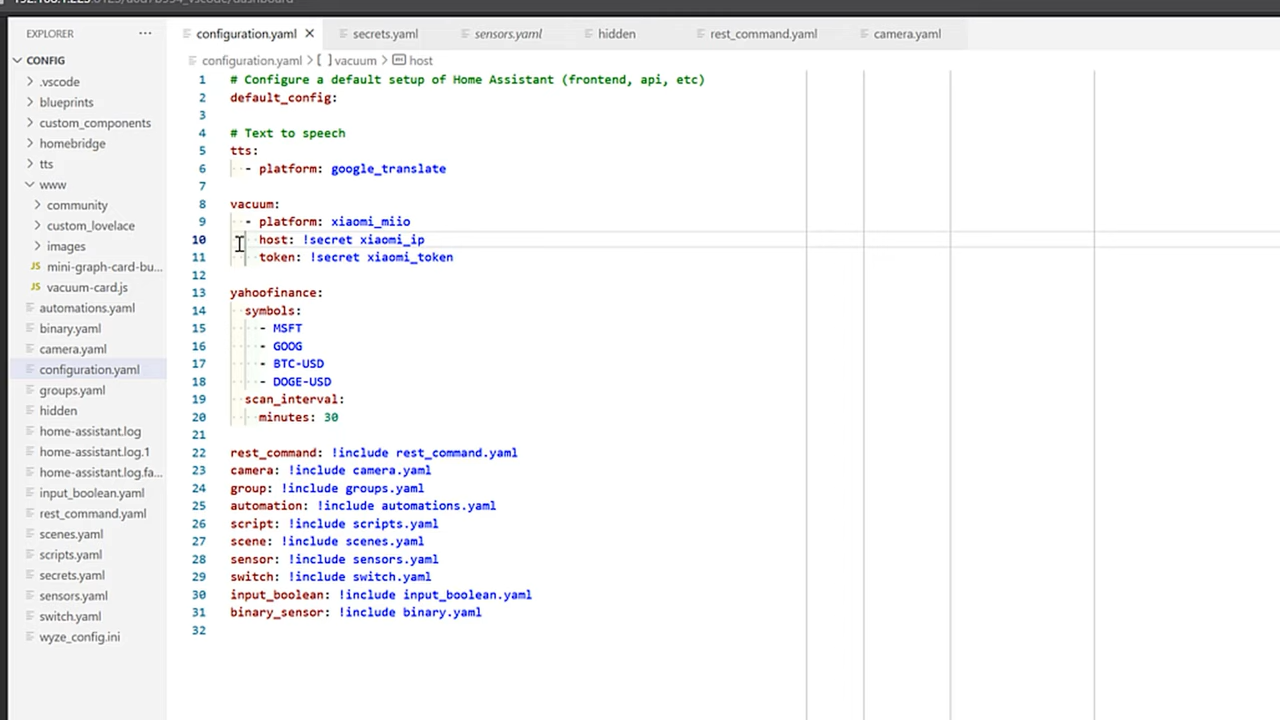 EXPLORER
CONFIG
.vscode
blueprints
custom_components
homebridge
tts
www
community
custom_lovelace
images
JS mini-graph-card-bu...
JS vacuum-card.js
automations.yaml
binary.yaml
camera.yaml
configuration.yaml
groups.yaml
hidden
home-assistant.log
home-assistant.log.1
home-assistant.log.fa...
input_boolean.yaml
rest_command.yaml
scenes.yaml
scripts.yaml
secrets.yaml
sensors.yaml
switch.yaml
wyze_config.ini
configuration.yaml secrets.yaml sensors.yaml hidden rest_command.yaml camera.yaml
configuration.yaml > [ ] vacuum > host
1 # Configure a default setup of Home Assistant (frontend, api, etc)
2 default_config:
3
4 # Text to speech
5 tts:
6 - platform: google_translate
7
8 vacuum:
9 - platform: xiaomi_miio
10 host: !secret xiaomi_ip
11 token: !secret xiaomi_token
12
13 yahoofinance:
14 symbols:
15 - MSFT
16 - GOOG
17 - BTC-USD
18 - DOGE-USD
19 scan_interval:
20 minutes: 30
21
22 rest_command: !include rest_command.yaml
23 camera: !include camera.yaml
24 group: !include groups.yaml
25 automation: !include automations.yaml
26 script: !include scripts.yaml
27 scene: !include scenes.yaml
28 sensor: !include sensors.yaml
29 switch: !include switch.yaml
30 input_boolean: !include input_boolean.yaml
31 binary_sensor: !include binary.yaml
32